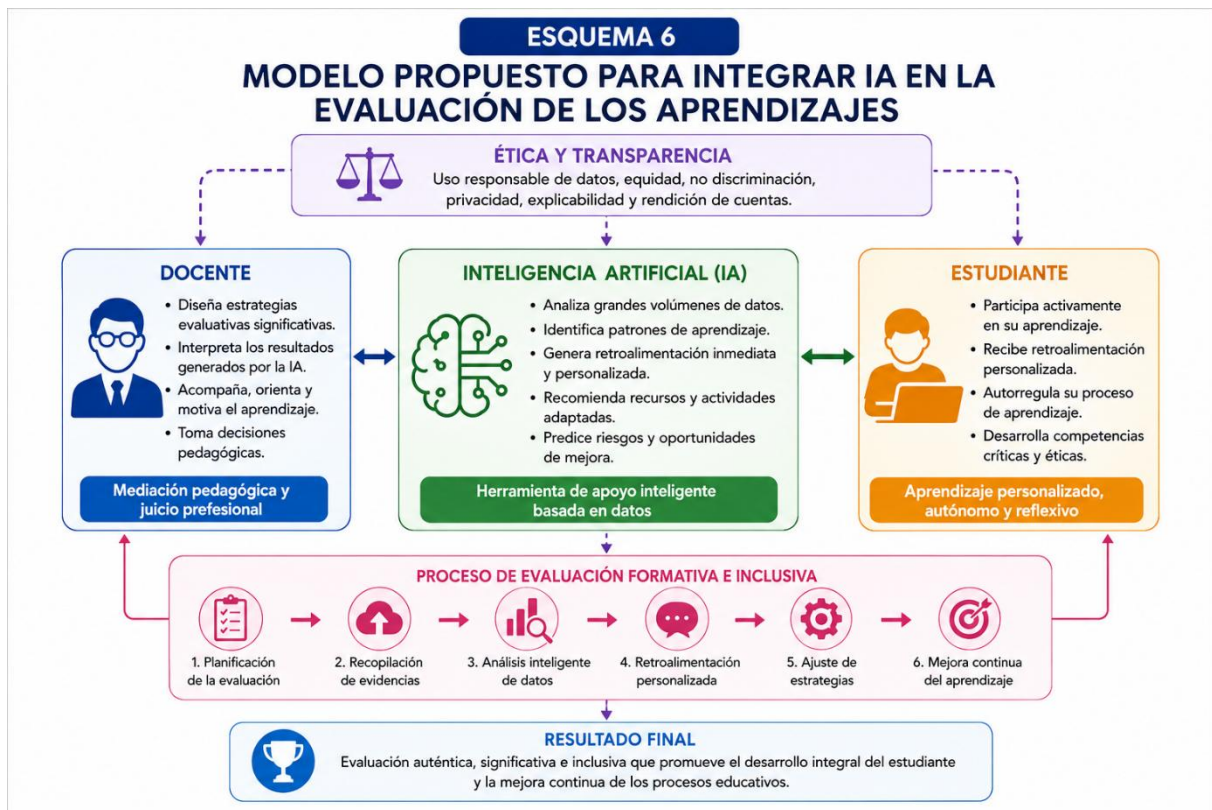 ESQUEMA 6
MODELO PROPUESTO PARA INTEGRAR IA EN LA
EVALUACIÓN DE LOS APRENDIZAJES
ÉTICA Y TRANSPARENCIA
Uso responsable de datos, equidad, no discriminación,
privacidad, explicabilidad y rendición de cuentas.
DOCENTE
• Diseña estrategias
evaluativas significativas.
• Interpreta los resultados
generados por la IA.
• Acompaña, orienta y
motiva el aprendizaje.
• Toma decisiones
pedagógicas.
Mediación pedagógica y
juicio prefesional
INTELIGENCIA ARTIFICIAL (IA)
• Analiza grandes volúmenes de datos.
• Identifica patrones de aprendizaje.
• Genera retroalimentación inmediata
y personalizada.
• Recomienda recursos y actividades
adaptadas.
• Predice riesgos y oportunidades
de mejora.
Herramienta de apoyo inteligente
basada en datos
ESTUDIANTE
• Participa activamente
en su aprendizaje.
• Recibe retroalimentación
personalizada.
• Autorregula su proceso
de aprendizaje.
• Desarrolla competencias
críticas y éticas.
Aprendizaje personalizado,
autónomo y reflexivo
PROCESO DE EVALUACIÓN FORMATIVA E INCLUSIVA
1. Planificación
de la evaluación
2. Recopilación
de evidencias
3. Análisis inteligente
de datos
4. Retroalimentación
personalizada
5. Ajuste de
estrategias
6. Mejora continua
del aprendizaje
RESULTADO FINAL
Evaluación auténtica, significativa e inclusiva que promueve el desarrollo integral del estudiante
y la mejora continua de los procesos educativos.